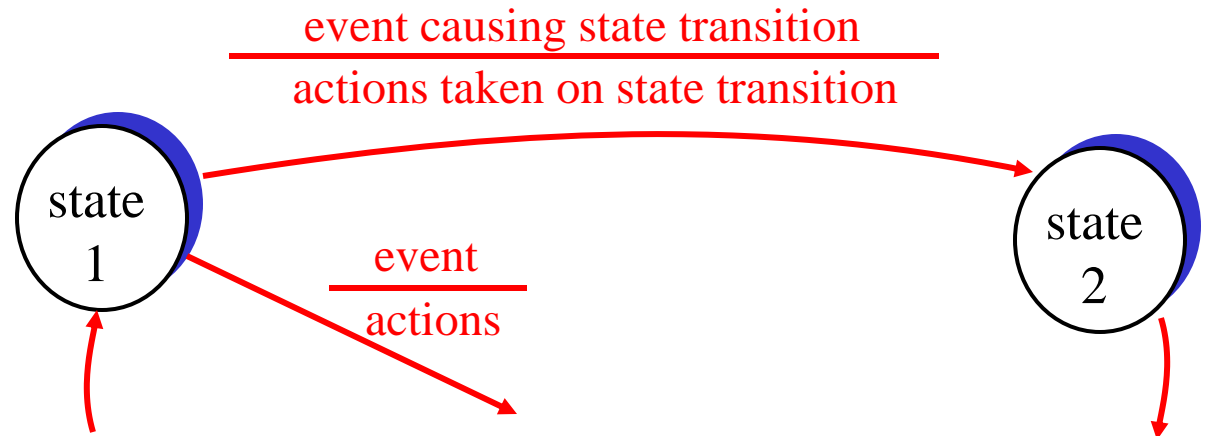 event causing state transition
actions taken on state transition
state
1
event
actions
state
2